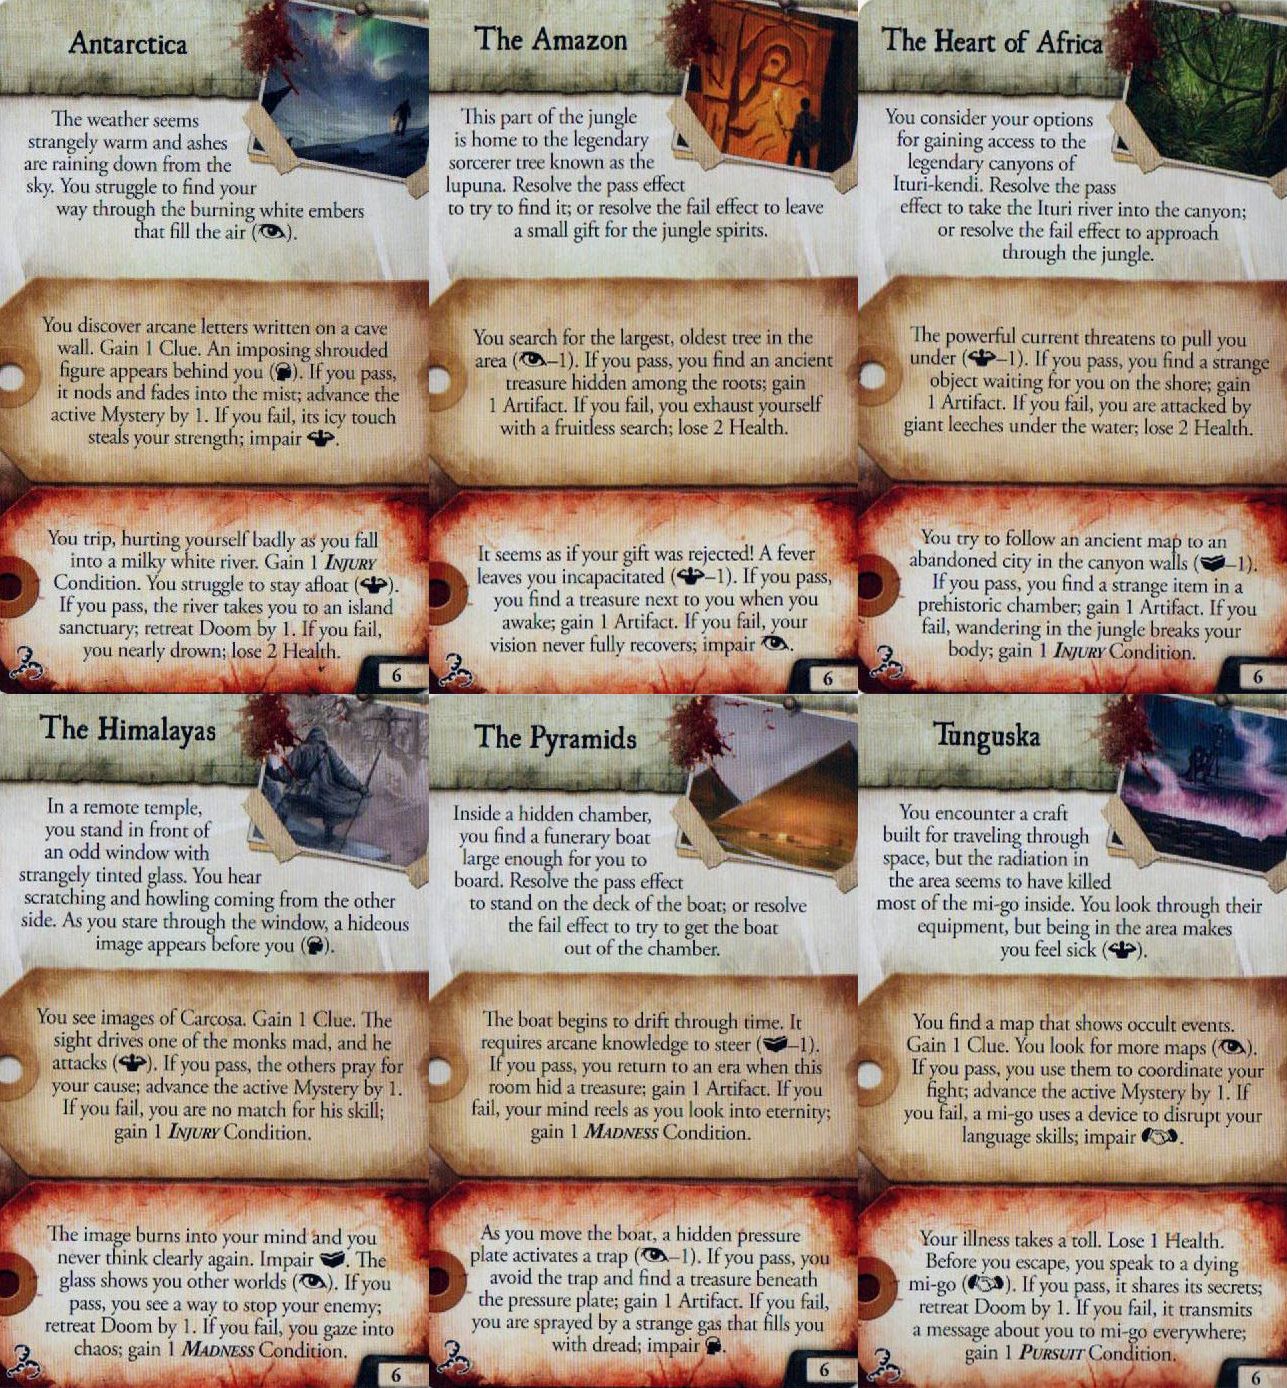 Antarctica
The weather seems
strangely warm and ashes
are raining down from the
sky. You struggle to find your
way through the burning white embers
that fill the air ( ).
You discover arcane letters written on a cave
wall. Gain 1 Clue. An imposing shrouded
figure appears behind you ( ). If you pass,
it nods and fades into the mist; advance the
active Mystery by 1. If you fail, its icy touch
steals your strength; impair .
You trip, hurting yourself badly as you fall
into a milky white river. Gain 1 INJURY
Condition. You struggle to stay afloat ( ).
If you pass, the river takes you to an island
sanctuary; retreat Doom by 1. If you fail,
you nearly drown; lose 2 Health.
6
The Amazon
This part of the jungle
is home to the legendary
sorcerer tree known as the
lupuna. Resolve the pass effect
to try to find it; or resolve the fail effect to leave
a small gift for the jungle spirits.
You search for the largest, oldest tree in the
area ( –1). If you pass, you find an ancient
treasure hidden among the roots; gain
1 Artifact. If you fail, you exhaust yourself
with a fruitless search; lose 2 Health.
It seems as if your gift was rejected! A fever
leaves you incapacitated ( –1). If you pass,
you find a treasure next to you when you
awake; gain 1 Artifact. If you fail, your
vision never fully recovers; impair .
6
The Heart of Africa
You consider your options
for gaining access to the
legendary canyons of
Ituri-kendi. Resolve the pass
effect to take the Ituri river into the canyon;
or resolve the fail effect to approach
through the jungle.
The powerful current threatens to pull you
under ( –1). If you pass, you find a strange
object waiting for you on the shore; gain
1 Artifact. If you fail, you are attacked by
giant leeches under the water; lose 2 Health.
You try to follow an ancient map to an
abandoned city in the canyon walls ( –1).
If you pass, you find a strange item in a
prehistoric chamber; gain 1 Artifact. If you
fail, wandering in the jungle breaks your
body; gain 1 INJURY Condition.
6
The Himalayas
In a remote temple,
you stand in front of
an odd window with
strangely tinted glass. You hear
scratching and howling coming from the other
side. As you stare through the window, a hideous
image appears before you ( ).
You see images of Carcosa. Gain 1 Clue. The
sight drives one of the monks mad, and he
attacks ( ). If you pass, the others pray for
your cause; advance the active Mystery by 1.
If you fail, you are no match for his skill;
gain 1 INJURY Condition.
The image burns into your mind and you
never think clearly again. Impair . The
glass shows you other worlds ( ). If you
pass, you see a way to stop your enemy;
retreat Doom by 1. If you fail, you gaze into
chaos; gain 1 MADNESS Condition.
6
The Pyramids
Inside a hidden chamber,
you find a funerary boat
large enough for you to
board. Resolve the pass effect
to stand on the deck of the boat; or resolve
the fail effect to try to get the boat
out of the chamber.
The boat begins to drift through time. It
requires arcane knowledge to steer ( –1).
If you pass, you return to an era when this
room hid a treasure; gain 1 Artifact. If you
fail, your mind reels as you look into eternity;
gain 1 MADNESS Condition.
As you move the boat, a hidden pressure
plate activates a trap ( –1). If you pass, you
avoid the trap and find a treasure beneath
the pressure plate; gain 1 Artifact. If you fail,
you are sprayed by a strange gas that fills you
with dread; impair .
6
Tunguska
You encounter a craft
built for traveling through
space, but the radiation in
the area seems to have killed
most of the mi-go inside. You look through their
equipment, but being in the area makes
you feel sick ( ).
You find a map that shows occult events.
Gain 1 Clue. You look for more maps ( ).
If you pass, you use them to coordinate your
fight; advance the active Mystery by 1. If
you fail, a mi-go uses a device to disrupt your
language skills; impair .
Your illness takes a toll. Lose 1 Health.
Before you escape, you speak to a dying
mi-go ( ). If you pass, it shares its secrets;
retreat Doom by 1. If you fail, it transmits
a message about you to mi-go everywhere;
gain 1 PURSUIT Condition.
6